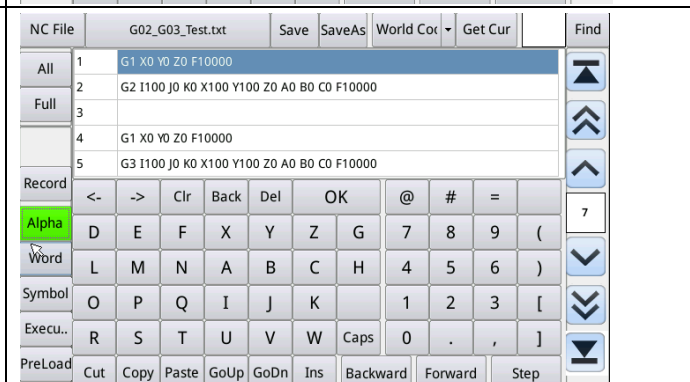 NC File G02_G03_Test.txt Save SaveAs World Coc Get Cur Find
All
Full
1 G1 X0 Y0 Z0 F10000
2 G2 I100 J0 K0 X100 Y100 Z0 A0 B0 C0 F10000
3
4 G1 X0 Y0 Z0 F10000
5 G3 I100 J0 K0 X100 Y100 Z0 A0 B0 C0 F10000
Record <- -> Clr Back Del OK @ # =
7
Alpha D E F X Y Z G 7 8 9 (
Word L M N A B C H 4 5 6 )
Symbol O P Q I J K 1 2 3 [
Execu.. R S T U V W Caps 0 . , ]
PreLoad Cut Copy Paste GoUp GoDn Ins Backward Forward Step